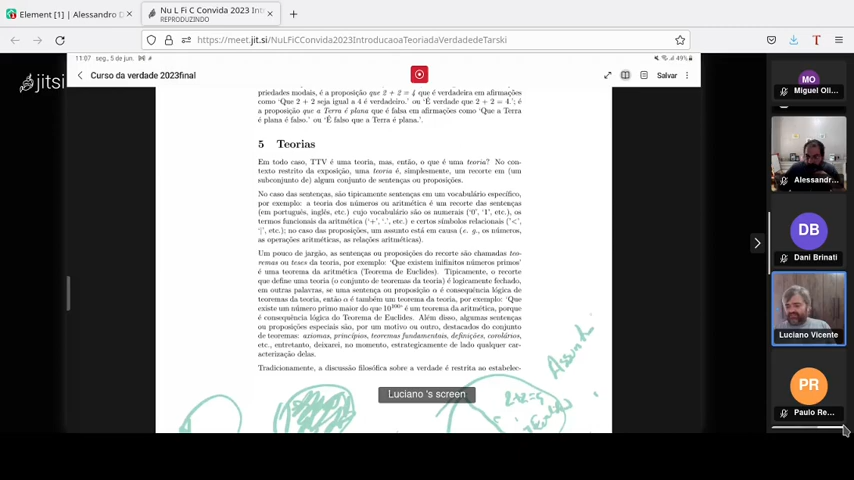 Element | Alessandro D
Nu L Fi C Convida 2023 Int
REPRODUZINDO
https://meet.jit.si/NuLFiCConvida2023IntroducaoaTeoriadaVerdadedeTarski
11:07 seg., 5 de jun.
49%
jitsi
Curso da verdade 2023final
Salvar
priedades modais, é a proposição que 2 + 2 = 4 que é verdadeira em afirmações
como 'Que 2 + 2 seja igual a 4 é verdadeiro.' ou 'É verdade que 2 + 2 = 4.'; é
a proposição que a Terra é plana que é falsa em afirmações como 'Que a Terra
é plana é falso.' ou 'É falso que a Terra é plana.'.
5 Teorias
Em todo caso, TTV é uma teoria, mas, então, o que é uma teoria? No con-
texto restrito da exposição, uma teoria é, simplesmente, um recorte em (um
subconjunto de) algum conjunto de sentenças ou proposições.
No caso das sentenças, são tipicamente sentenças em um vocabulário específico,
por exemplo: a teoria dos números ou aritmética é um recorte das sentenças
(em português, inglês, etc.) cujo vocabulário são os numerais ('0', '1', etc.), os
termos funcionais da aritmética ('+', '.', etc.) e certos símbolos relacionais ('<',
'|', etc.); no caso das proposições, um assunto está em causa (e. g., os números,
as operações aritméticas, as relações aritméticas).
Um pouco de jargão, as sentenças ou proposições do recorte são chamadas teo-
remas ou teses da teoria, por exemplo: 'Que existem inifinitos números primos'
é uma teorema da aritmética (Teorema de Euclides). Tipicamente, o recorte
que define uma teoria (o conjunto de teoremas da teoria) é logicamente fechado,
em outras palavras, se uma sentença ou proposição α é consequência lógica de
teoremas da teoria, então α é também um teorema da teoria, por exemplo: 'Que
existe um número primo maior do que 10¹⁰⁰' é um teorema da aritmética, porque
é consequência lógica do Teorema de Euclides. Além disso, algumas sentenças
ou proposições especiais são, por um motivo ou outro, destacados do conjunto
de teoremas: axiomas, princípios, teoremas fundamentais, definições, corolários,
etc., entretanto, deixarei, no momento, estrategicamente de lado qualquer car-
acterização delas.
Tradicionamente, a discussão filosófica sobre a verdade é restrita ao estabelec-
Assunto
2+2=4
Luciano 's screen
MO
Miguel Oli...
Alessandr...
DB
Dani Brinati
Luciano Vicente
PR
Paulo Re...